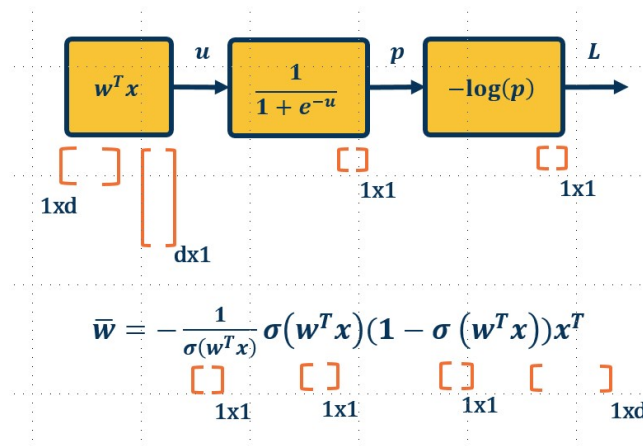 u p L
w^T x 1 / (1 + e^{-u}) -log(p)
1xd 1x1 1x1
dx1
w̄ = - 1/σ(w^T x) σ(w^T x)(1 - σ (w^T x))x^T
1x1 1x1 1x1 1xd